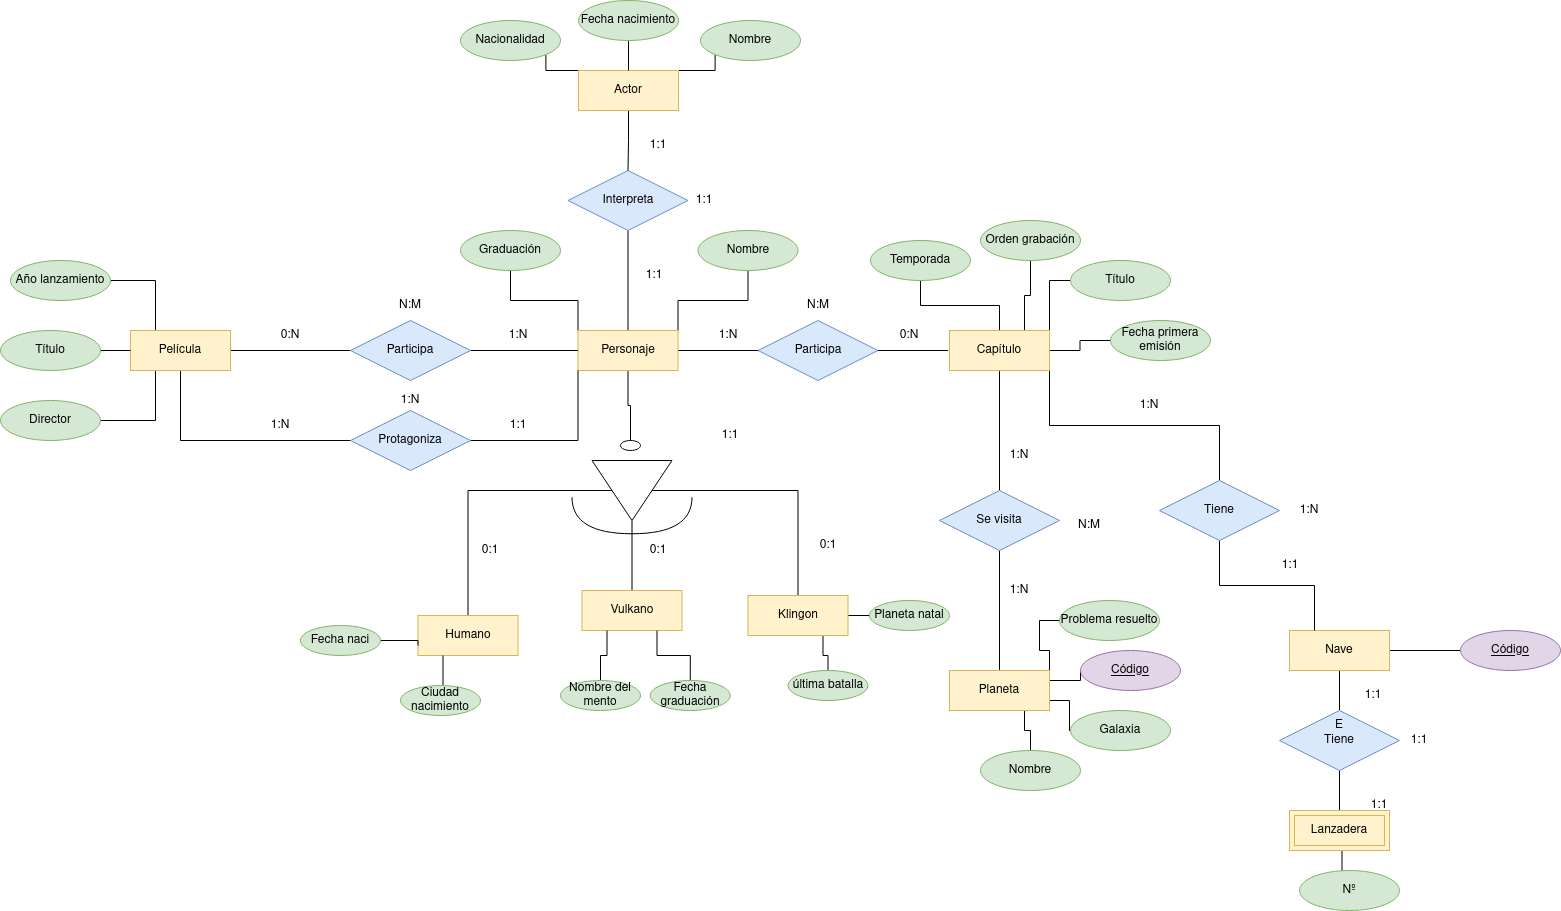 Fecha nacimiento
Nacionalidad
Nombre
Actor
1:1
Interpreta
1:1
Graduación
Nombre
1:1
Orden grabación
Temporada
Título
Año lanzamiento
N:M
N:M
Fecha primera
emisión
0:N
1:N
1:N
0:N
Título
Película
Participa
Personaje
Participa
Capítulo
1:N
1:N
Director
1:N
1:1
1:1
Protagoniza
1:N
Tiene
1:N
Se visita
N:M
0:1
0:1
0:1
1:1
1:N
Vulkano
Klingon
Planeta natal
Problema resuelto
Humano
Fecha naci
Nave
Código
Código
Planeta
última batalla
Nombre del
mento
Fecha
graduación
Ciudad
nacimiento
1:1
Galaxia
E
Tiene
1:1
Nombre
1:1
Lanzadera
Nº